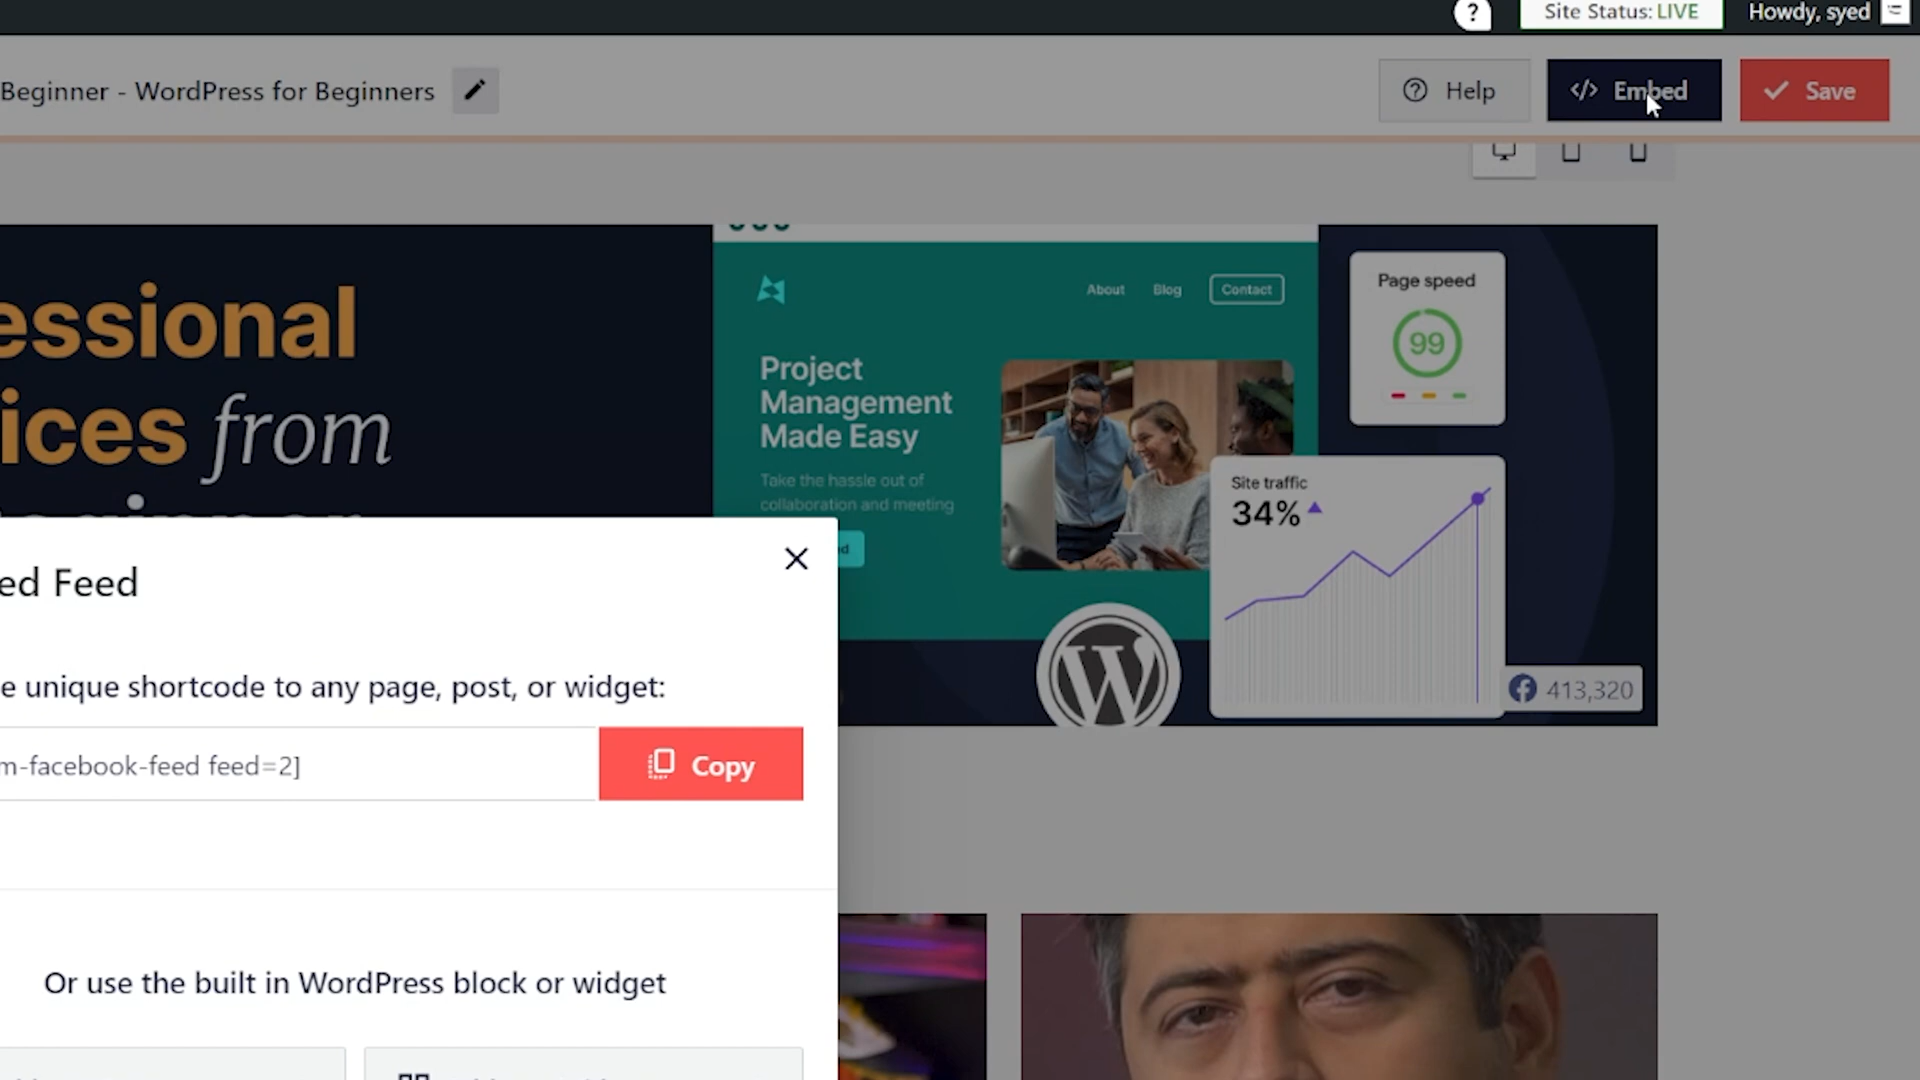 ?
Site Status: LIVE
Howdy, syed
Beginner - WordPress for Beginners
Help
</> Embed
Save
essional
ices from
Page speed
99
About
Blog
Contact
Project
Management
Made Easy
Take the hassle out of
collaboration and meeting
Site traffic
34%
413,320
ed Feed
e unique shortcode to any page, post, or widget:
m-facebook-feed feed=2]
Copy
Or use the built in WordPress block or widget